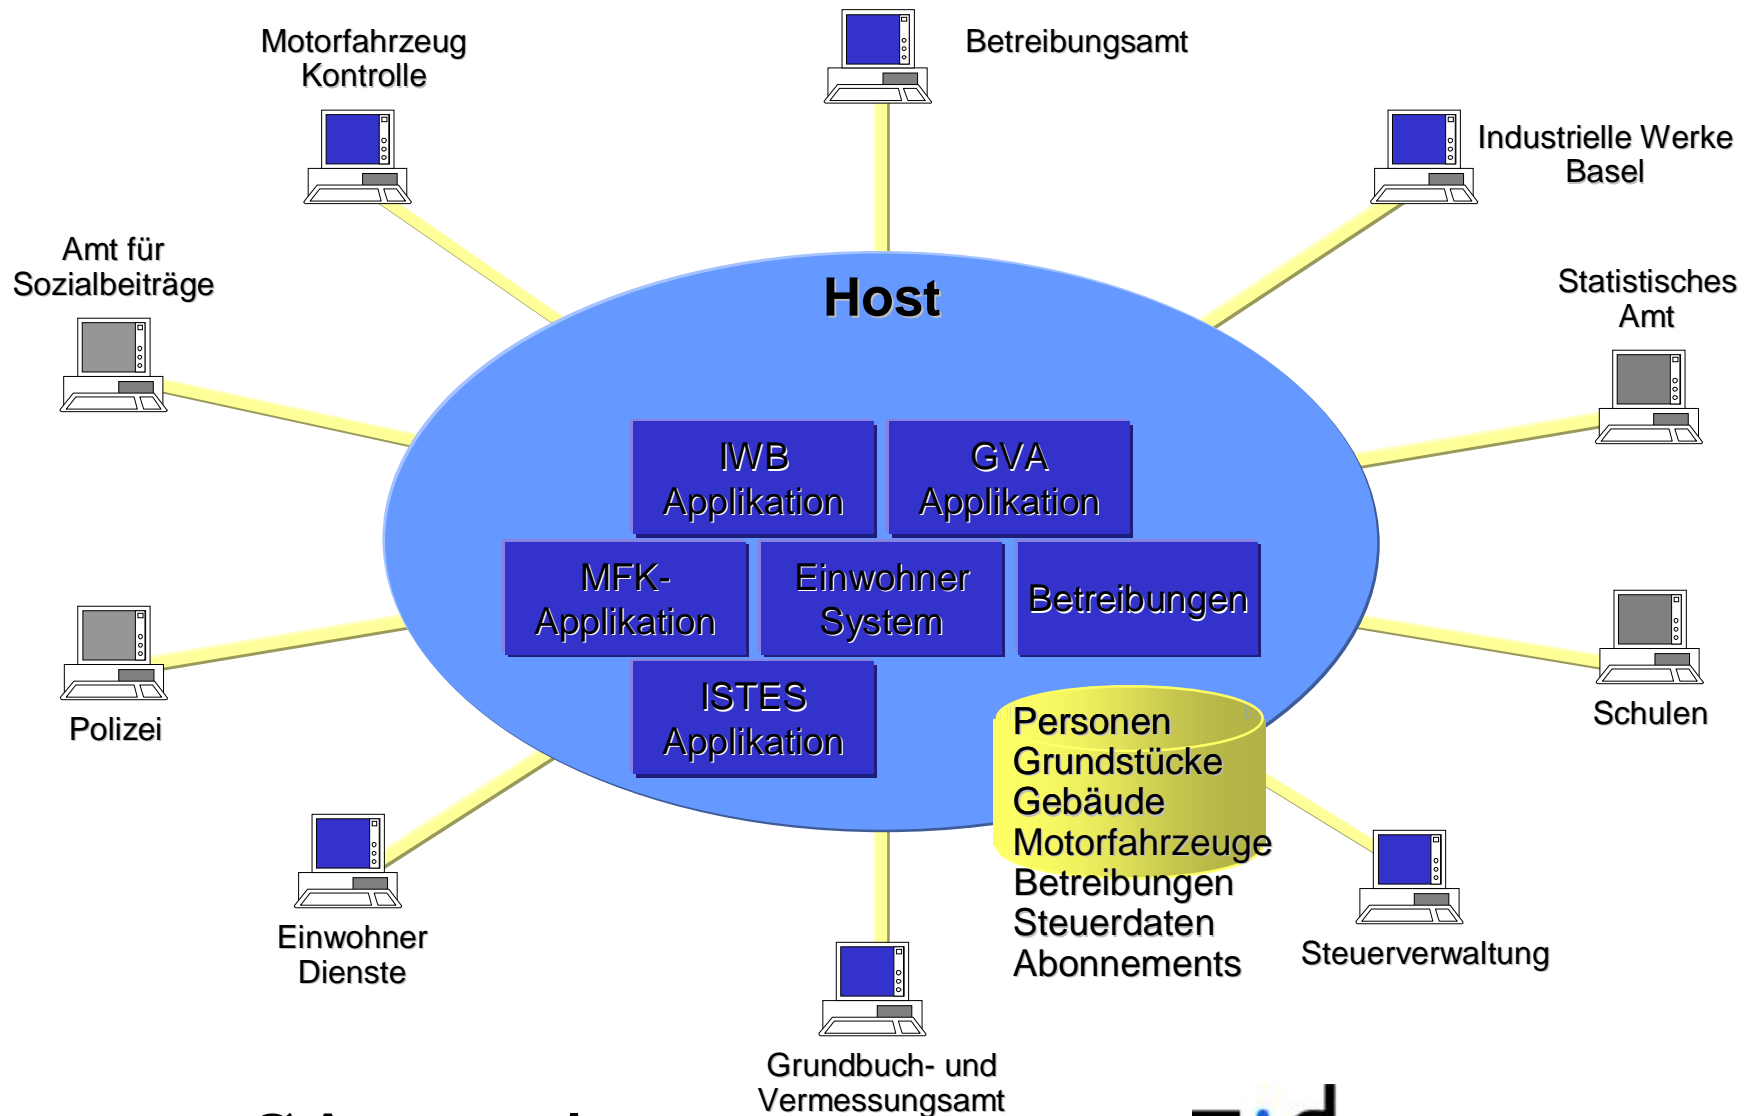 Motorfahrzeug
Kontrolle
Betreibungsamt
Industrielle Werke
Basel
Amt für
Sozialbeiträge
Statistisches
Amt
Host
IWB
Applikation
GVA
Applikation
MFK-
Applikation
Einwohner
System
Betreibungen
ISTES
Applikation
Polizei
Schulen
Personen
Grundstücke
Gebäude
Motorfahrzeuge
Betreibungen
Steuerdaten
Abonnements
Einwohner
Dienste
Steuerverwaltung
Grundbuch- und
Vermessungsamt